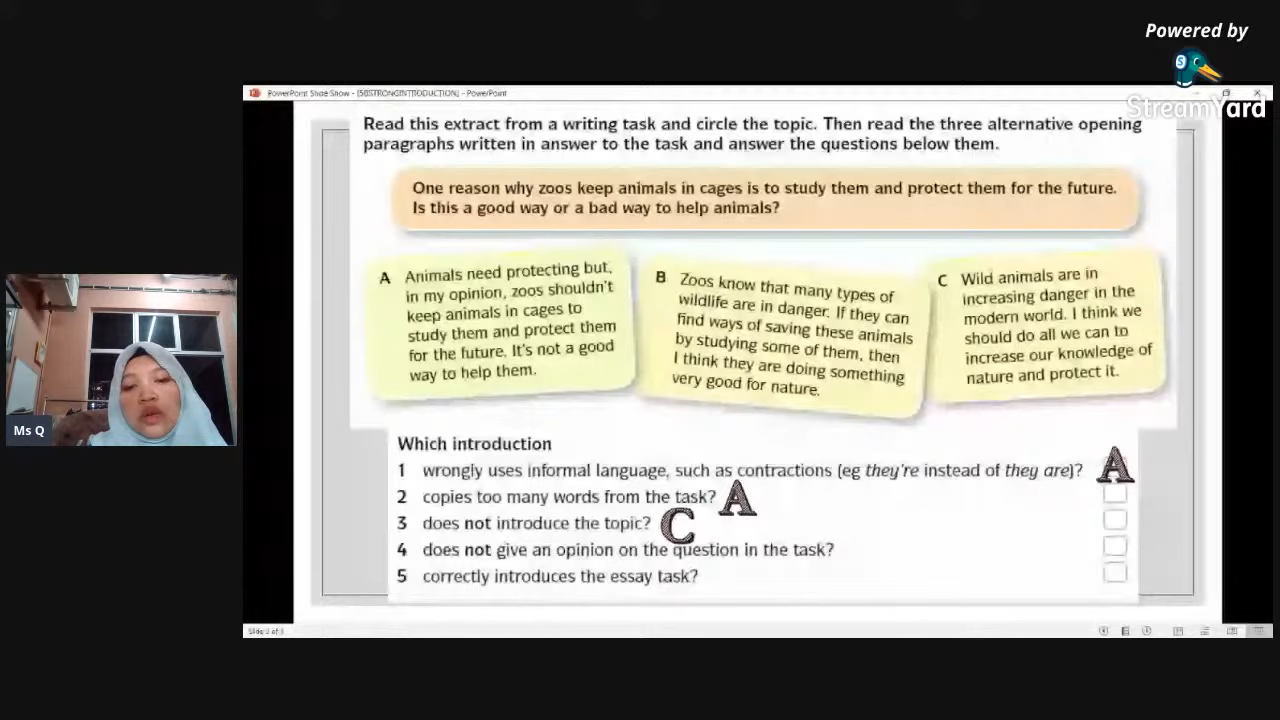 Powered by
StreamYard
PowerPoint Slide Show - [5BSTRONGINTRODUCTION] - PowerPoint
Read this extract from a writing task and circle the topic. Then read the three alternative opening
paragraphs written in answer to the task and answer the questions below them.
One reason why zoos keep animals in cages is to study them and protect them for the future.
Is this a good way or a bad way to help animals?
A Animals need protecting but,
in my opinion, zoos shouldn't
keep animals in cages to
study them and protect them
for the future. It's not a good
way to help them.
B Zoos know that many types of
wildlife are in danger. If they can
find ways of saving these animals
by studying some of them, then
I think they are doing something
very good for nature.
C Wild animals are in
increasing danger in the
modern world. I think we
should do all we can to
increase our knowledge of
nature and protect it.
Ms Q
Which introduction
1 wrongly uses informal language, such as contractions (eg they're instead of they are)? A
2 copies too many words from the task? A
3 does not introduce the topic? C
4 does not give an opinion on the question in the task?
5 correctly introduces the essay task?
Slide 2 of 3